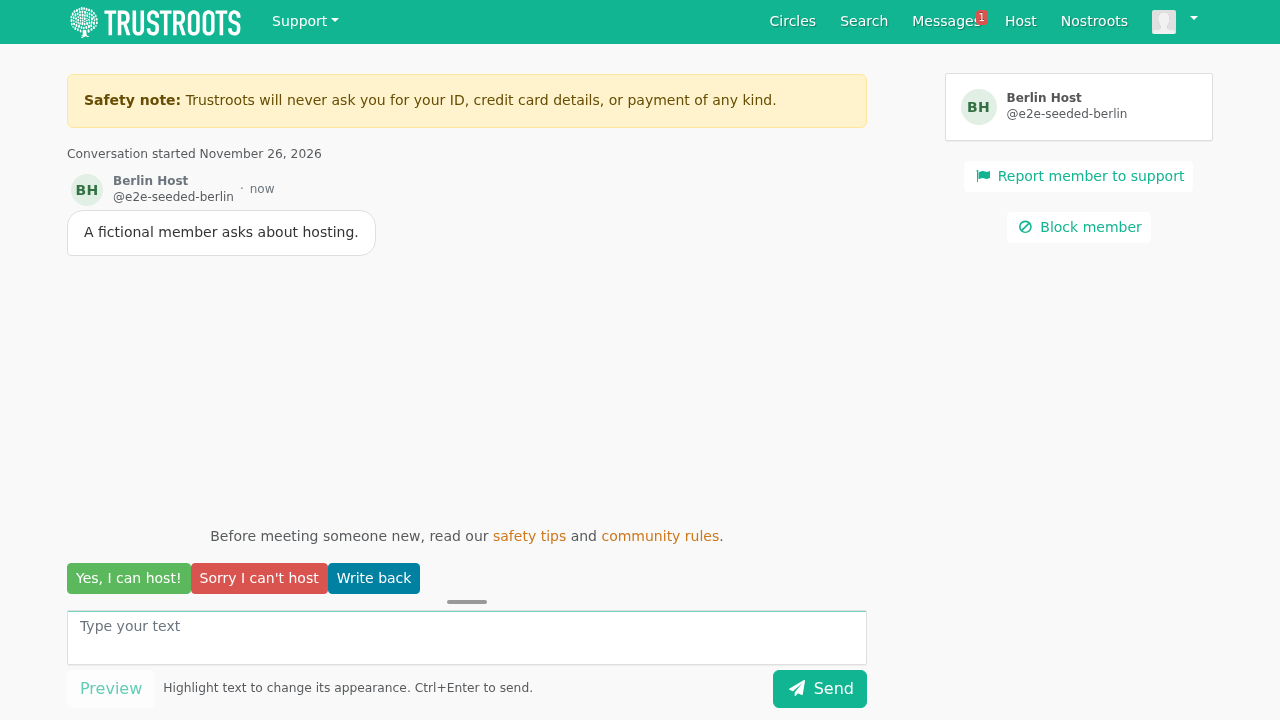 TRUSTROOTS
Support
Circles
Search
Messages
1
Host
Nostroots
Safety note: Trustroots will never ask you for your ID, credit card details, or payment of any kind.
Conversation started November 26, 2026
BH
Berlin Host
@e2e-seeded-berlin
· now
A fictional member asks about hosting.
Before meeting someone new, read our safety tips and community rules.
Yes, I can host!
Sorry I can't host
Write back
Type your text
Preview
Highlight text to change its appearance. Ctrl+Enter to send.
Send
BH
Berlin Host
@e2e-seeded-berlin
Report member to support
Block member